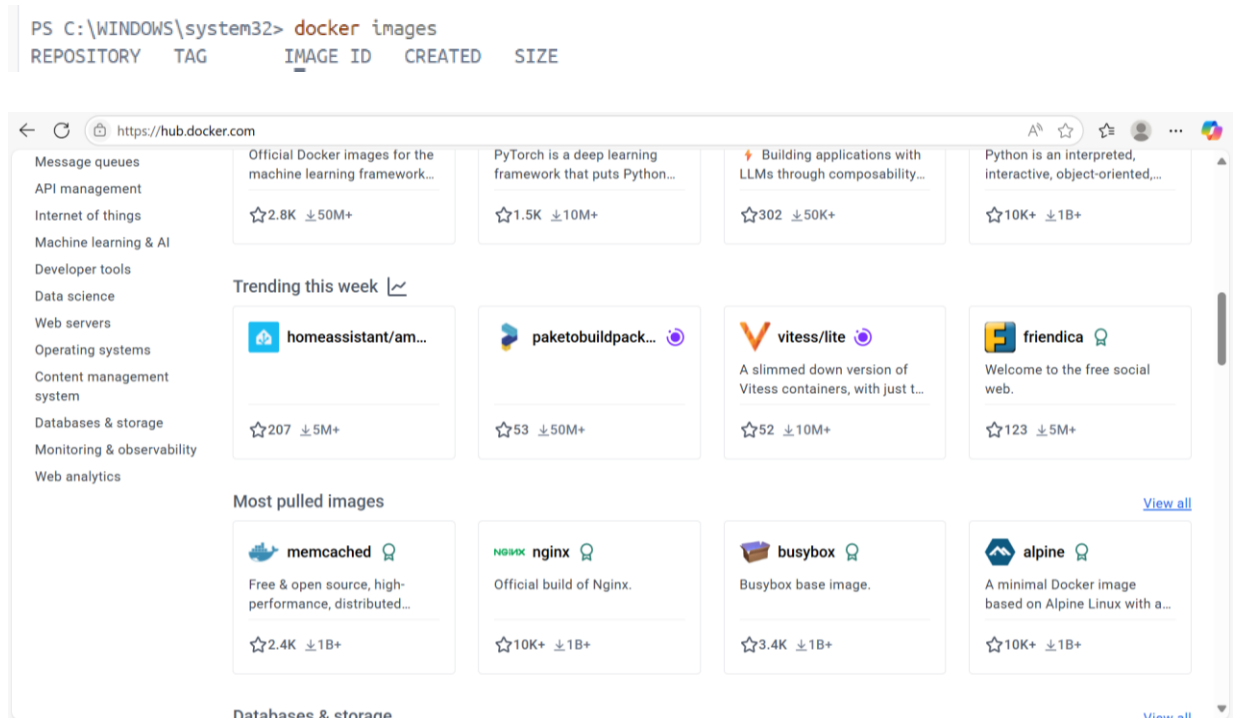 PS C:\WINDOWS\system32> docker images
REPOSITORY TAG IMAGE ID CREATED SIZE
https://hub.docker.com
Message queues
API management
Internet of things
Machine learning & AI
Developer tools
Data science
Web servers
Operating systems
Content management
system
Databases & storage
Monitoring & observability
Web analytics
Official Docker images for the
machine learning framework...
2.8K 50M+
PyTorch is a deep learning
framework that puts Python...
1.5K 10M+
Building applications with
LLMs through composability...
302 50K+
Python is an interpreted,
interactive, object-oriented,...
10K+ 1B+
Trending this week
homeassistant/am...
207 5M+
paketobuildpack...
53 50M+
vitess/lite
A slimmed down version of
Vitess containers, with just t...
52 10M+
friendica
Welcome to the free social
web.
123 5M+
Most pulled images
View all
memcached
Free & open source, high-
performance, distributed...
2.4K 1B+
NGINX nginx
Official build of Nginx.
10K+ 1B+
busybox
Busybox base image.
3.4K 1B+
alpine
A minimal Docker image
based on Alpine Linux with a...
10K+ 1B+
Databases & storage
View all